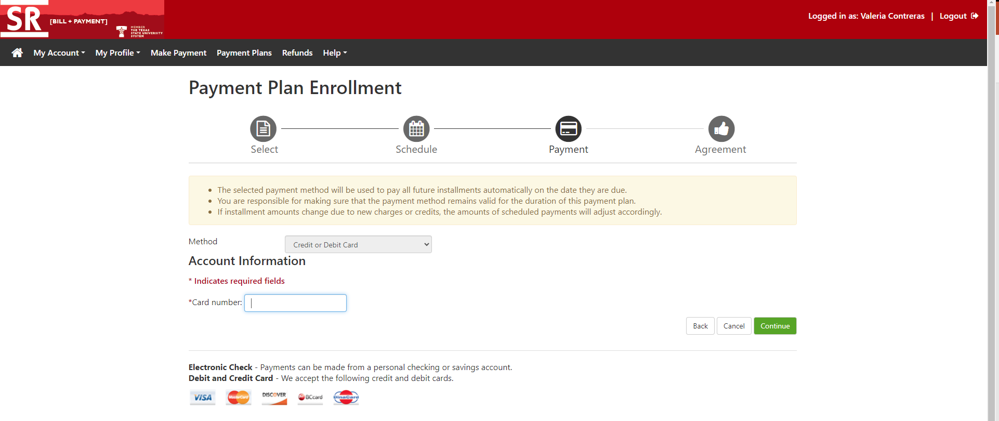 SR
[BILL + PAYMENT]
MEMBER
THE TEXAS
STATE UNIVERSITY
SYSTEM
Logged in as: Valeria Contreras | Logout
My Account
My Profile
Make Payment
Payment Plans
Refunds
Help
Payment Plan Enrollment
Select
Schedule
Payment
Agreement
• The selected payment method will be used to pay all future installments automatically on the date they are due.
• You are responsible for making sure that the payment method remains valid for the duration of this payment plan.
• If installment amounts change due to new charges or credits, the amounts of scheduled payments will adjust accordingly.
Method
Credit or Debit Card
Account Information
* Indicates required fields
*Card number:
Back
Cancel
Continue
Electronic Check - Payments can be made from a personal checking or savings account.
Debit and Credit Card - We accept the following credit and debit cards.
VISA
MasterCard
DISCOVER
BCcard
DinaCard